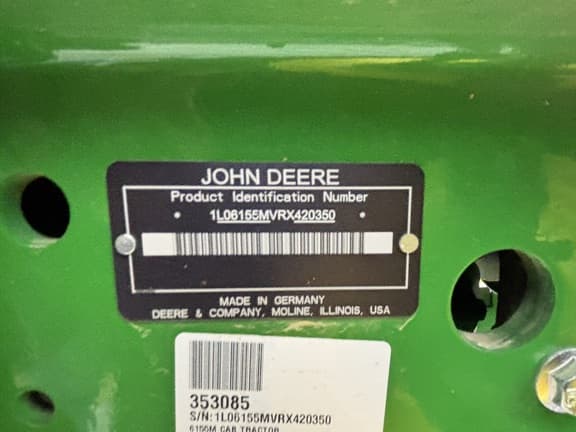 JOHN DEERE
Product Identification Number
1L06155MVRX420350
MADE IN GERMANY
DEERE & COMPANY, MOLINE, ILLINOIS, USA
353085
S/N: 1L06155MVRX420350
6155M CAB TRACTOR